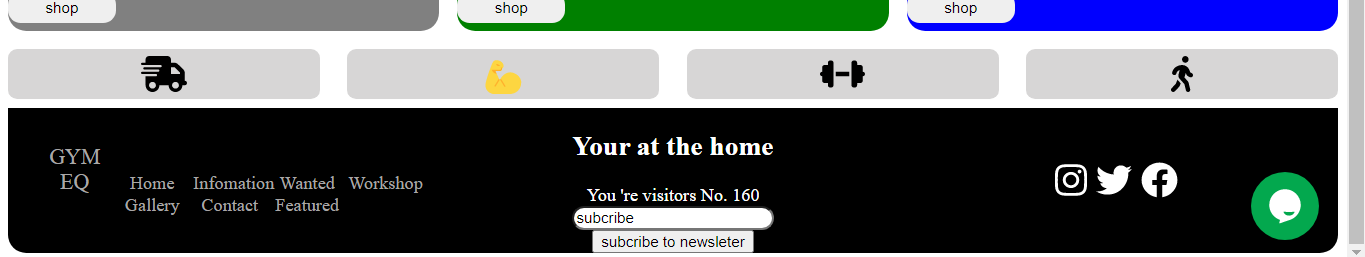 shop
shop
shop
GYM
EQ
Home Infomation Wanted Workshop
Gallery Contact Featured
Your at the home
You 're visitors No. 160
subcribe
subcribe to newsleter